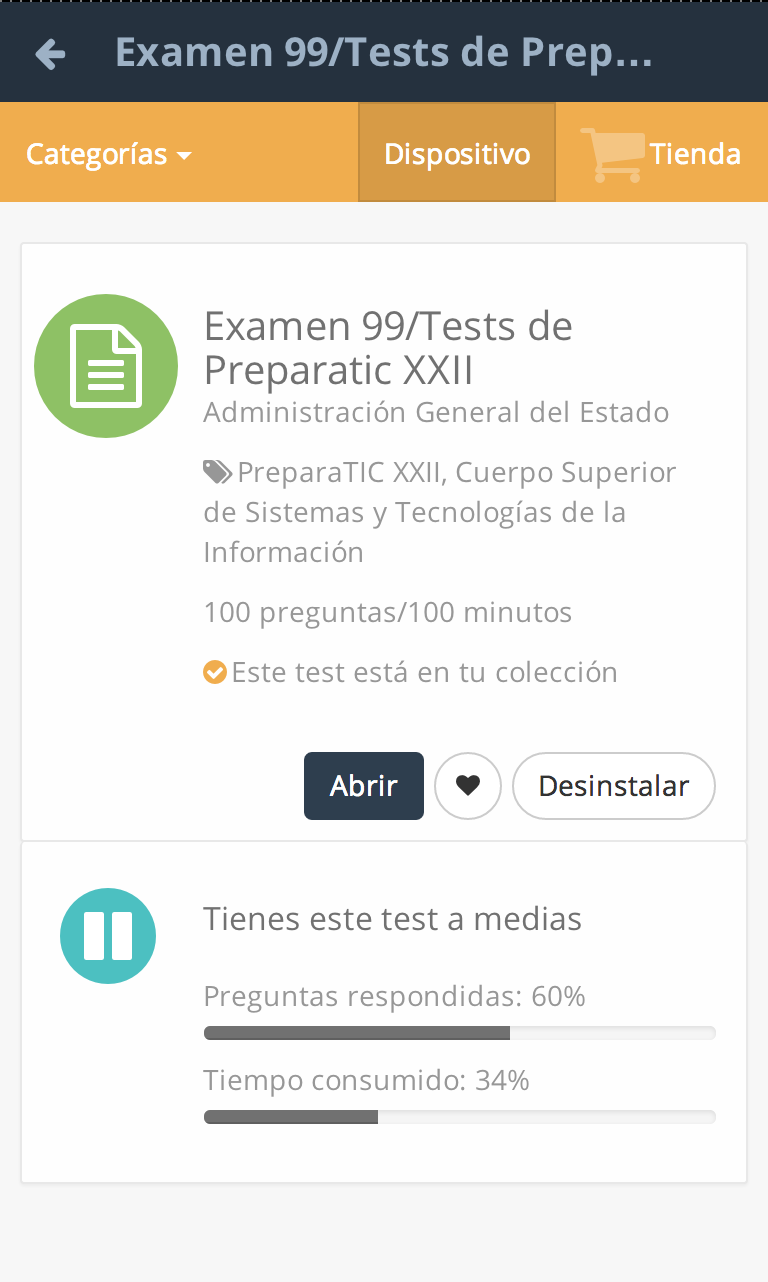 Examen 99/Tests de Prep...
Categorías
Dispositivo
Tienda
Examen 99/Tests de
Preparatic XXII
Administración General del Estado
PreparaTIC XXII, Cuerpo Superior
de Sistemas y Tecnologías de la
Información
100 preguntas/100 minutos
Este test está en tu colección
Abrir
Desinstalar
Tienes este test a medias
Preguntas respondidas: 60%
Tiempo consumido: 34%